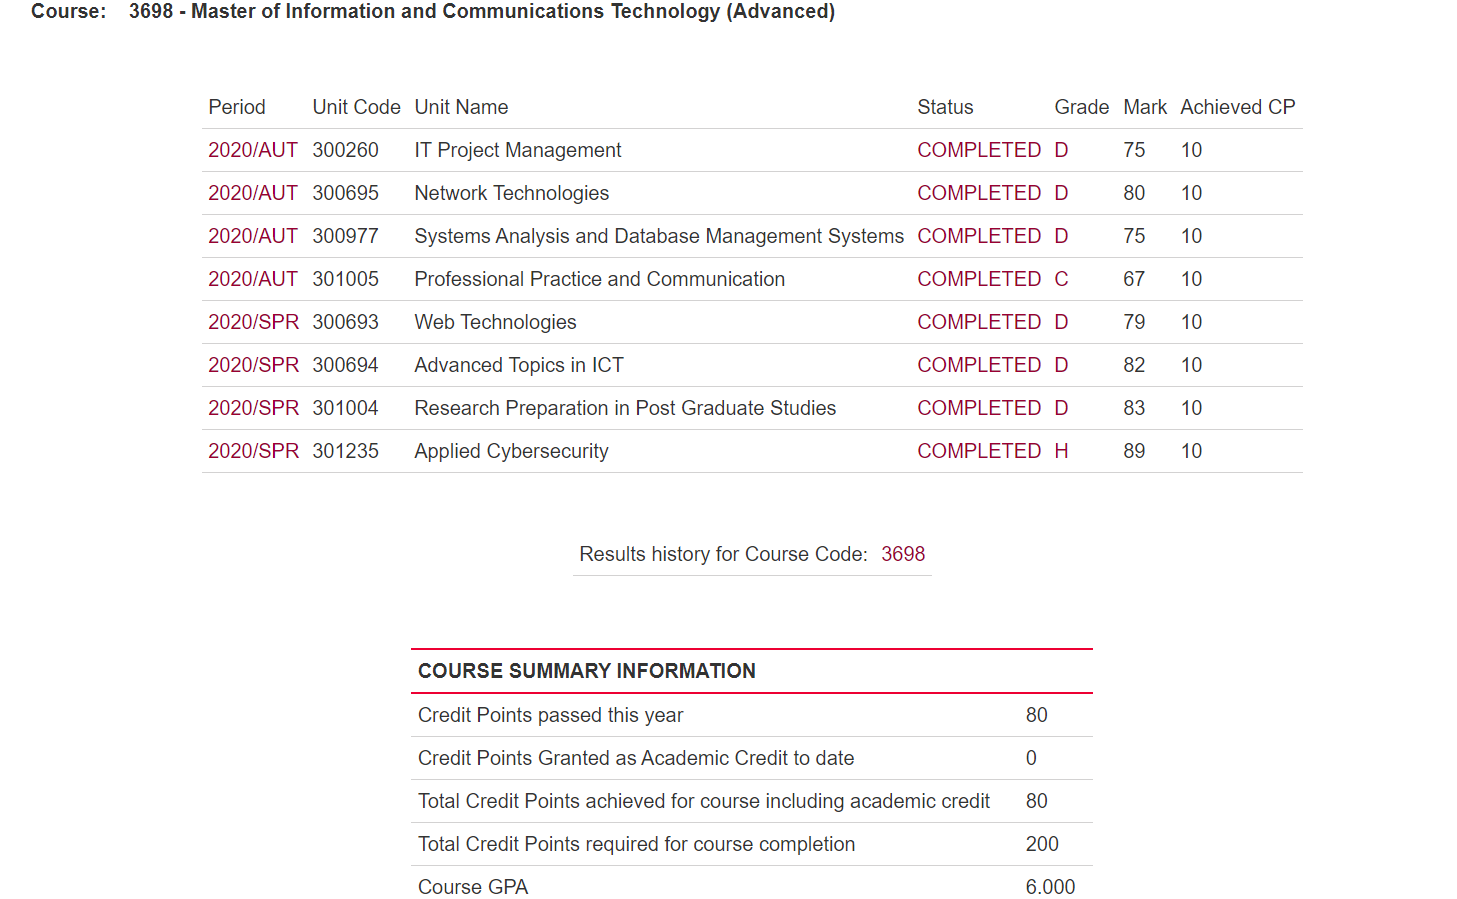 Course: 3698 - Master of Information and Communications Technology (Advanced)
Period Unit Code Unit Name Status Grade Mark Achieved CP
2020/AUT 300260 IT Project Management COMPLETED D 75 10
2020/AUT 300695 Network Technologies COMPLETED D 80 10
2020/AUT 300977 Systems Analysis and Database Management Systems COMPLETED D 75 10
2020/AUT 301005 Professional Practice and Communication COMPLETED C 67 10
2020/SPR 300693 Web Technologies COMPLETED D 79 10
2020/SPR 300694 Advanced Topics in ICT COMPLETED D 82 10
2020/SPR 301004 Research Preparation in Post Graduate Studies COMPLETED D 83 10
2020/SPR 301235 Applied Cybersecurity COMPLETED H 89 10
Results history for Course Code: 3698
COURSE SUMMARY INFORMATION
Credit Points passed this year 80
Credit Points Granted as Academic Credit to date 0
Total Credit Points achieved for course including academic credit 80
Total Credit Points required for course completion 200
Course GPA 6.000